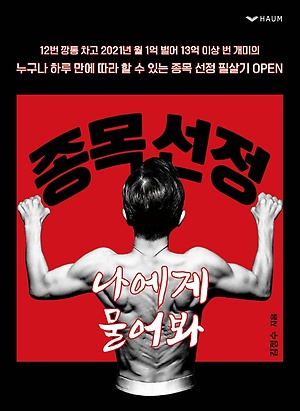 HAUM
12번 깡통 차고 2021년 월 1억 벌어 13억 이상 번 개미의
누구나 하루 만에 따라 할 수 있는 종목 선정 필살기 OPEN
종목 선정
나에게
물어봐
김정수 지음